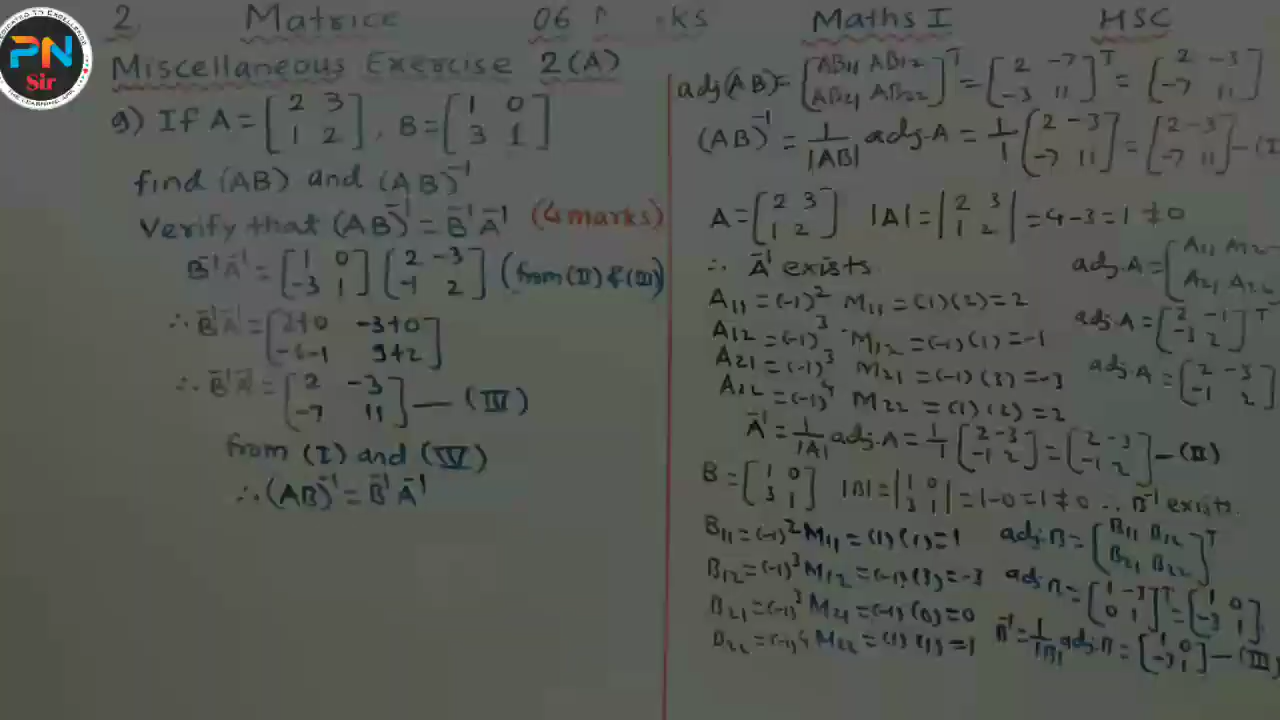 PN
Sir
2. Matrice 06 Maths I HSC
Miscellaneous Exercise 2(A)
9) If A = [2 3; 1 2], B = [1 0; 3 1]
find (AB) and (AB)⁻¹
Verify that (AB)⁻¹ = B⁻¹ A⁻¹ (4 marks)
B⁻¹ A⁻¹ = [1 0; -3 1] [2 -3; -1 2] (from (II) & (III))
∴ B⁻¹ A⁻¹ = [2+0 -3+0; -6-1 9+2]
∴ B⁻¹ A⁻¹ = [2 -3; -7 11] — (IV)
from (I) and (IV)
∴ (AB)⁻¹ = B⁻¹ A⁻¹
adj(AB) = [AB11 AB12; AB21 AB22]ᵀ = [2 -7; -3 11]ᵀ = [2 -3; -7 11]
(AB)⁻¹ = 1/|AB| adj.A = 1/1 [2 -3; -7 11] = [2 -3; -7 11] — (I
A = [2 3; 1 2] |A| = |2 3; 1 2| = 4-3 = 1 ≠ 0
∴ A⁻¹ exists.
adj.A = [A11 A12; A21 A22
A11 = (-1)² M11 = (1)(2) = 2
adj.A = [2 -1; -3 2]ᵀ
A12 = (-1)³ M12 = (-1)(1) = -1
A21 = (-1)³ M21 = (-1)(3) = -3
adj.A = [2 -3; -1 2]
A22 = (-1)⁴ M22 = (1)(2) = 2
A⁻¹ = 1/|A| adj.A = 1/1 [2 -3; -1 2] = [2 -3; -1 2] — (II)
B = [1 0; 3 1] |B| = |1 0; 3 1| = 1-0 = 1 ≠ 0 ∴ B⁻¹ exists.
B11 = (-1)² M11 = (1)(1) = 1
adj.B = [B11 B12; B21 B22]ᵀ
B12 = (-1)³ M12 = (-1)(3) = -3
adj.B = [1 -3; 0 1]ᵀ = [1 0; -3 1]
B21 = (-1)³ M21 = (-1)(0) = 0
B22 = (-1)⁴ M22 = (1)(1) = 1
B⁻¹ = 1/|B| adj.B = [1 0; -3 1] — (III)